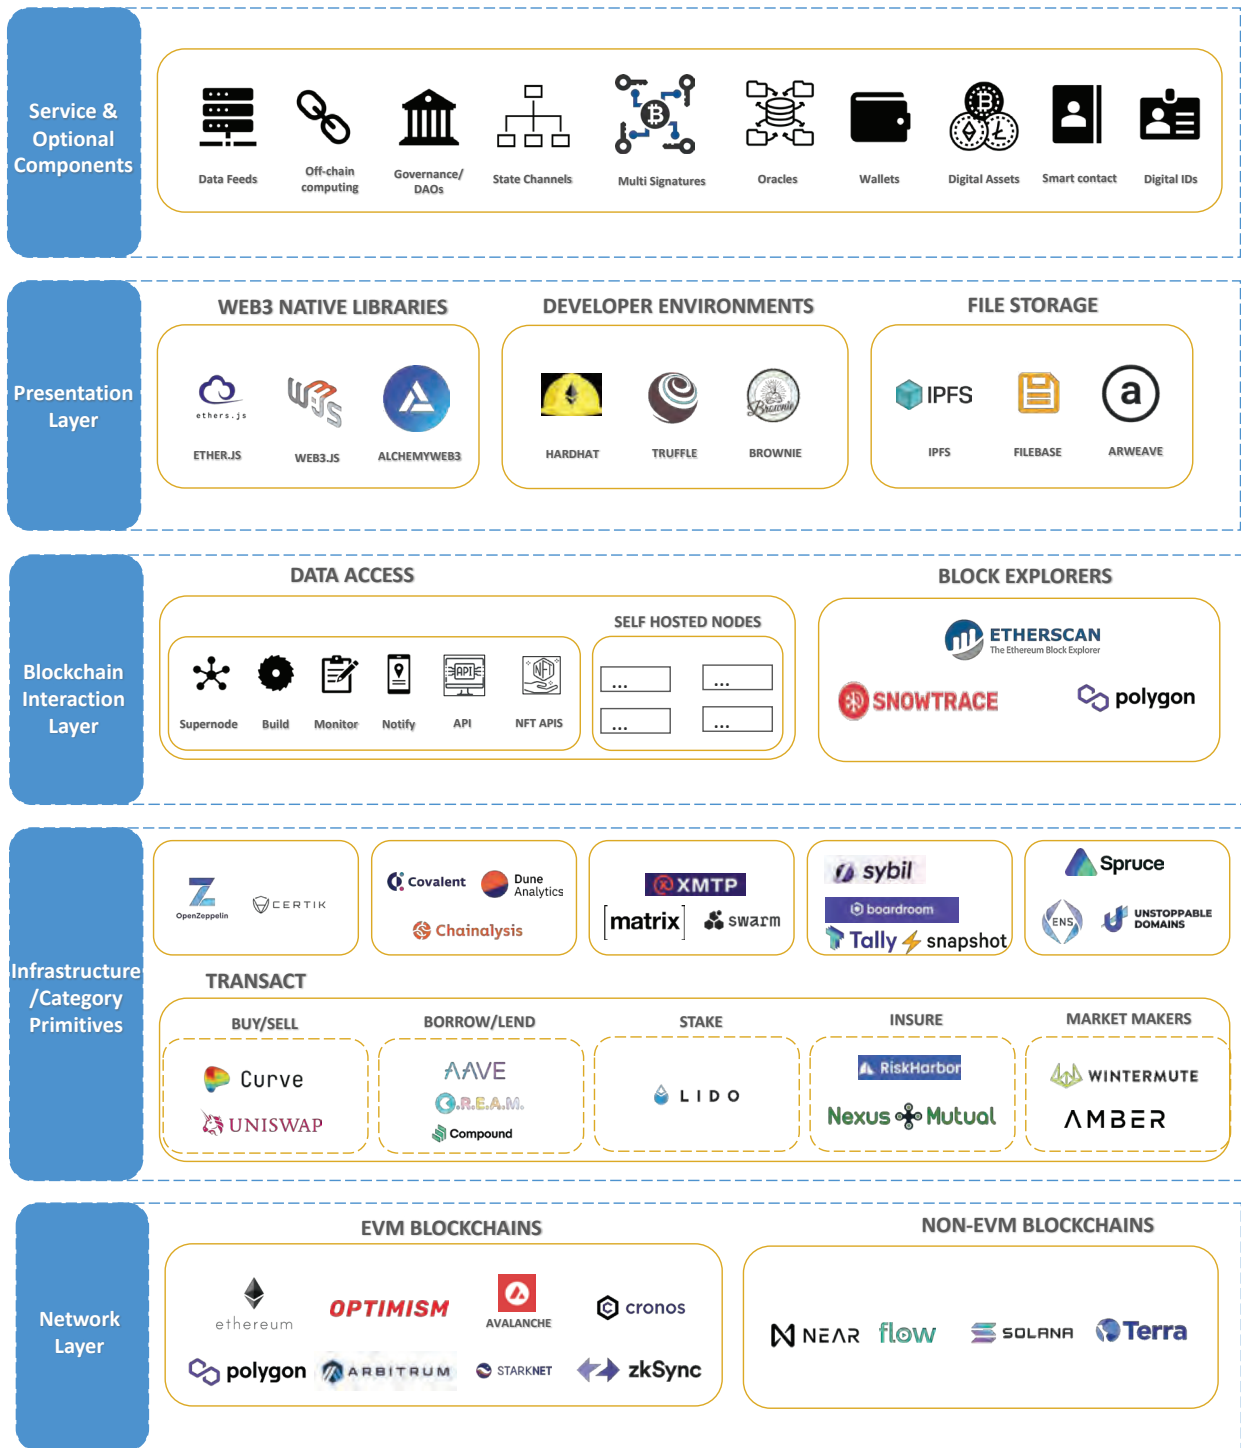 Service &
Optional
Components
Data Feeds
Off-chain
computing
Governance/
DAOs
State Channels
Multi Signatures
Oracles
Wallets
Digital Assets
Smart contact
Digital IDs
Presentation
Layer
WEB3 NATIVE LIBRARIES
ethers.js
W3JS
ETHER.JS
WEB3.JS
ALCHEMYWEB3
DEVELOPER ENVIRONMENTS
Brownie
HARDHAT
TRUFFLE
BROWNIE
FILE STORAGE
IPFS
a
IPFS
FILEBASE
ARWEAVE
Blockchain
Interaction
Layer
DATA ACCESS
API
NFT
Supernode
Build
Monitor
Notify
API
NFT APIS
SELF HOSTED NODES
...
...
...
...
BLOCK EXPLORERS
ETHERSCAN
The Ethereum Block Explorer
SNOWTRACE
polygon
Infrastructure
/Category
Primitives
OpenZeppelin
CERTIK
Covalent
Dune
Analytics
Chainalysis
XMTP
[matrix]
swarm
sybil
boardroom
Tally
snapshot
Spruce
ENS
UNSTOPPABLE
DOMAINS
TRANSACT
BUY/SELL
Curve
UNISWAP
BORROW/LEND
AAVE
C.R.E.A.M.
Compound
STAKE
LIDO
INSURE
RiskHarbor
Nexus Mutual
MARKET MAKERS
WINTERMUTE
AMBER
Network
Layer
EVM BLOCKCHAINS
ethereum
OPTIMISM
AVALANCHE
cronos
polygon
ARBITRUM
STARKNET
zkSync
NON-EVM BLOCKCHAINS
NEAR
flow
SOLANA
Terra